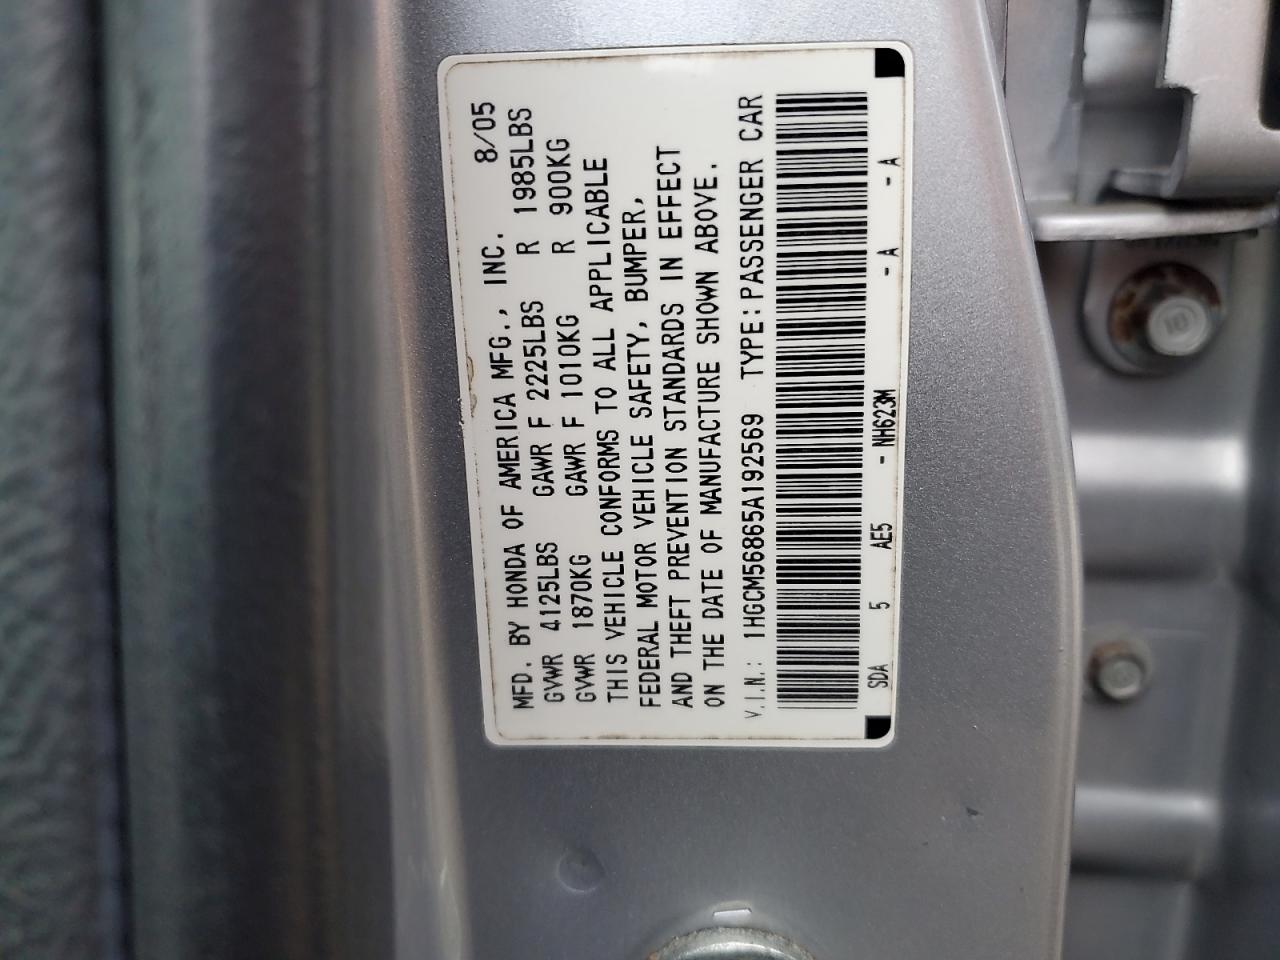 MFD. BY HONDA OF AMERICA MFG., INC. 8/05
GVWR 4125LBS GAWR F 2225LBS R 1985LBS
GVWR 1870KG GAWR F 1010KG R 900KG
THIS VEHICLE CONFORMS TO ALL APPLICABLE
FEDERAL MOTOR VEHICLE SAFETY, BUMPER,
AND THEFT PREVENTION STANDARDS IN EFFECT
ON THE DATE OF MANUFACTURE SHOWN ABOVE.
V.I.N.: 1HGCM56865A192569 TYPE:PASSENGER CAR
SDA 5 AE5 - NH623M - A - A